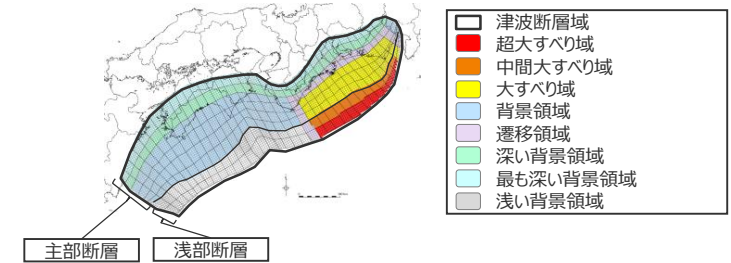 津波断層域
超大すべり域
中間大すべり域
大すべり域
背景領域
遷移領域
深い背景領域
最も深い背景領域
浅い背景領域
主部断層
浅部断層